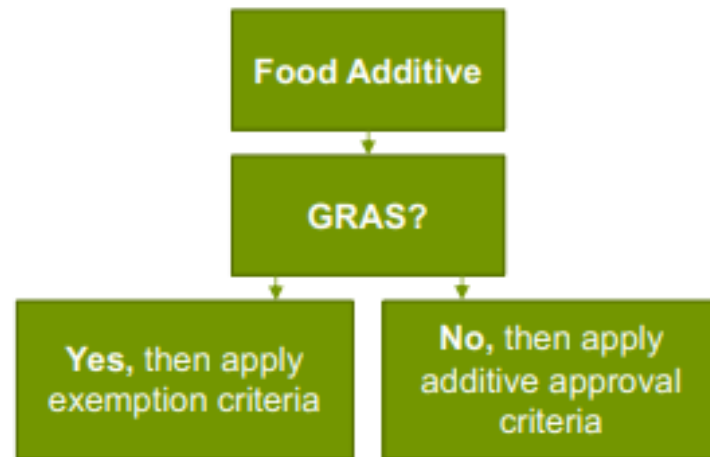 Food Additive
GRAS?
Yes, then apply
exemption criteria
No, then apply
additive approval
criteria